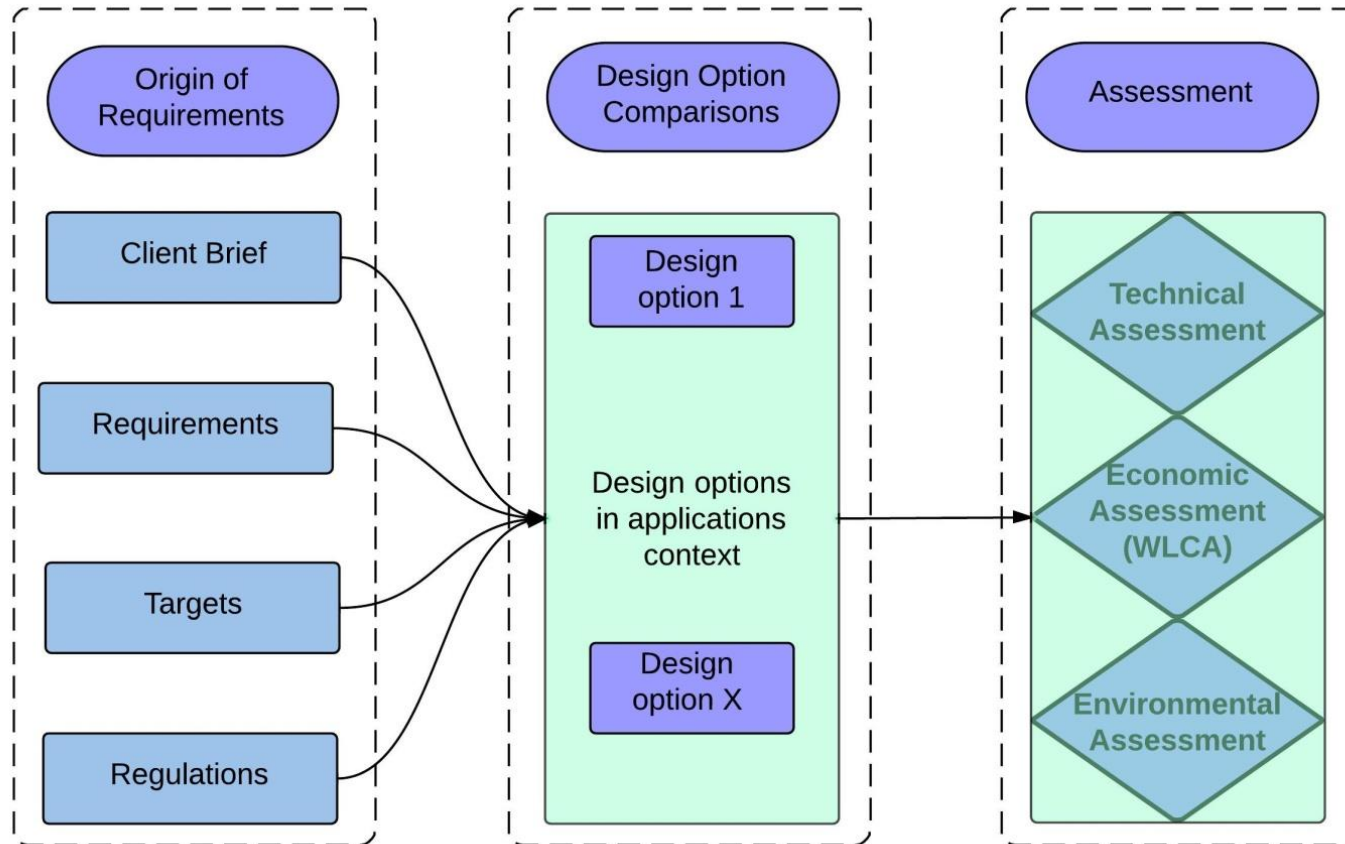 Origin of
Requirements
Client Brief
Requirements
Targets
Regulations
Design Option
Comparisons
Design
option 1
Design options
in applications
context
Design
option X
Assessment
Technical
Assessment
Economic
Assessment
(WLCA)
Environmental
Assessment